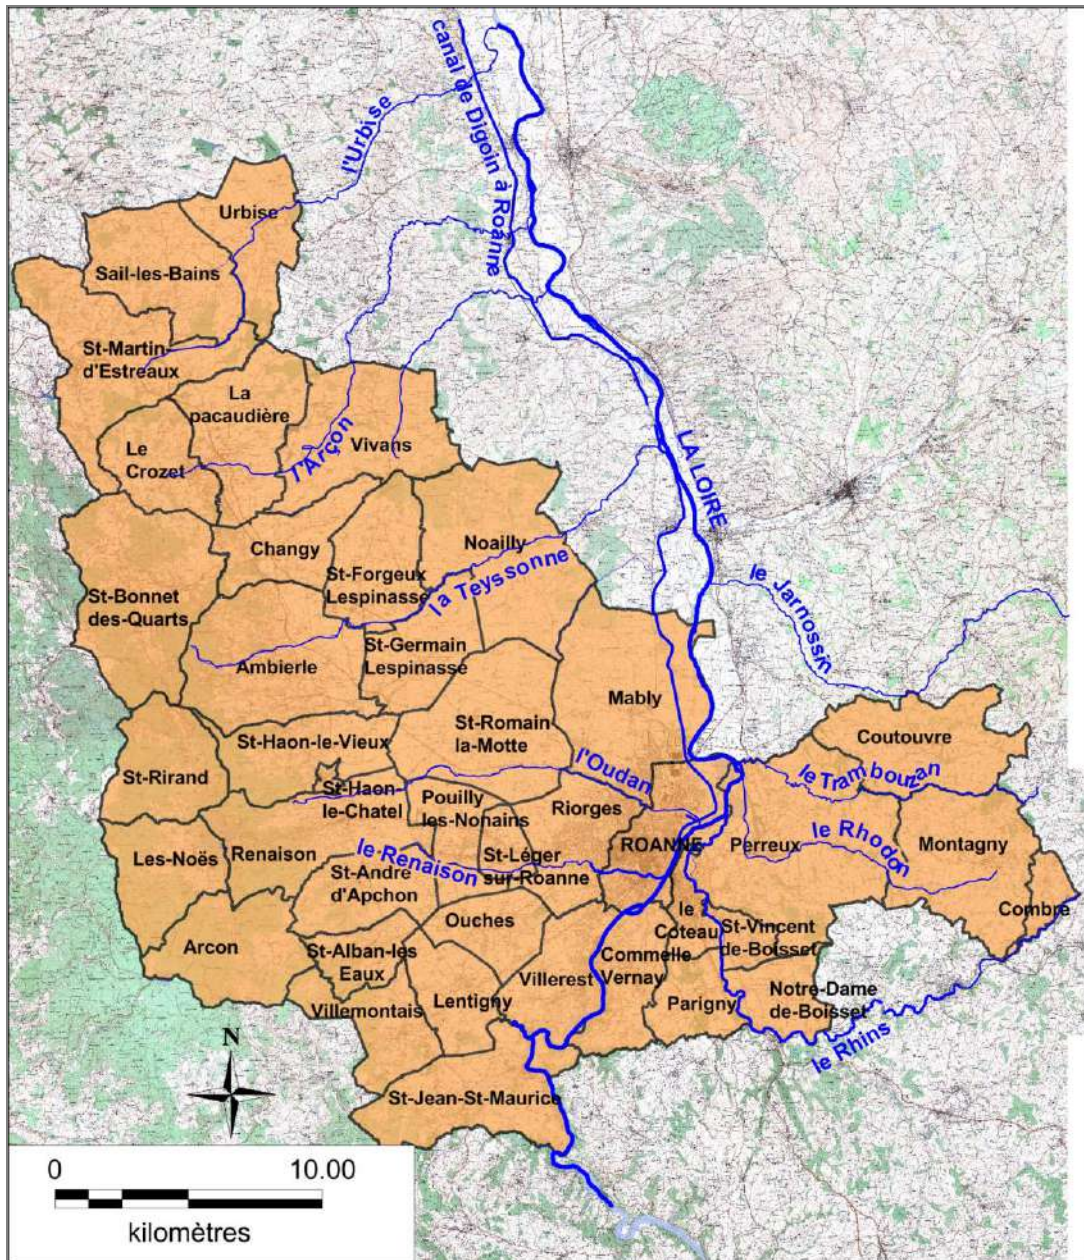 canal de Digoin à Roanne
l'Urbise
Urbise
Sail-les-Bains
St-Martin
d'Estreaux
La
pacaudière
Le
Crozet
l'Arçon
Vivans
LA LOIRE
Changy
Noailly
St-Forgeux
Lespinasse
la Teyssonne
le Jarnossin
St-Bonnet
des-Quarts
Ambierle
St-Germain
Lespinasse
Mably
St-Romain
la-Motte
Coutouvre
St-Haon-le-Vieux
St-Rirand
St-Haon
le-Chatel
l'Oudan
le Trambouzan
Pouilly
les-Nonains
Riorges
ROANNE
Perreux
le Rhodon
Montagny
Les-Noës
Renaison
le Renaison
St-Léger
sur-Roanne
St-André
d'Apchon
Combre
Ouches
le
Coteau
St-Vincent
de-Boisset
Arcon
St-Alban-les
Eaux
Commelle
Vernay
Villerest
Lentigny
Parigny
Notre-Dame
de-Boisset
Villemontais
le Rhins
N
St-Jean-St-Maurice
0 10.00
kilomètres